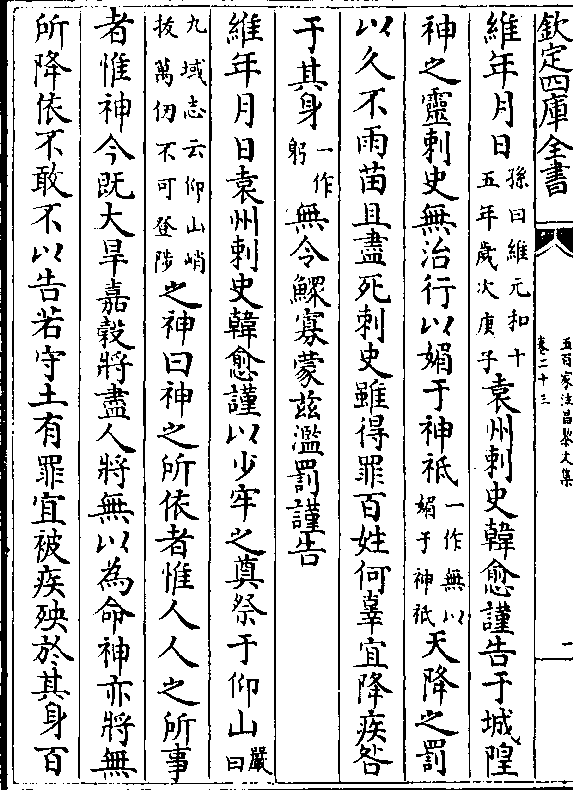 欽定四庫全書
五百家注昌黎文集
卷二十三
二
維年月日孫曰維元和十五年歲次庚子袁州刺史韓愈謹告于城隍
神之靈刺史無治行以媚于神祗一作無以媚于神祇天降之罰
以久不雨苗且盡死刺史雖得罪百姓何辜宜降疾咎
于其身一作躬無令鰥寡蒙茲濫罰謹告
維年月日袁州刺史韓愈謹以少牢之奠祭于仰山嚴曰
九域志云仰山峭拔萬仞不可登陟之神曰神之所依者惟人人之所事
者惟神今既大旱嘉穀將盡人將無以為命神亦將無
所降依不敢不以告若守土有罪宜被疾殃於其身百